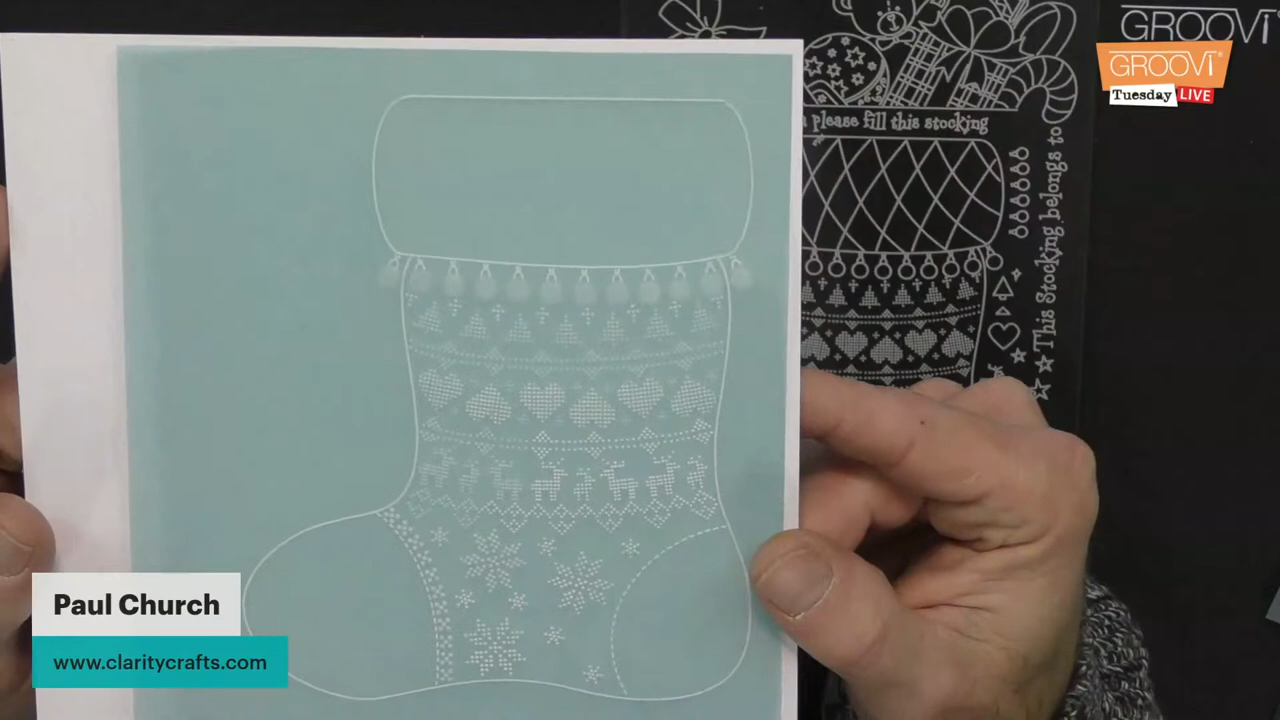 GROOVI
GROOVI
Tuesday LIVE
please fill this stocking
This Stocking belongs to
Paul Church
www.claritycrafts.com